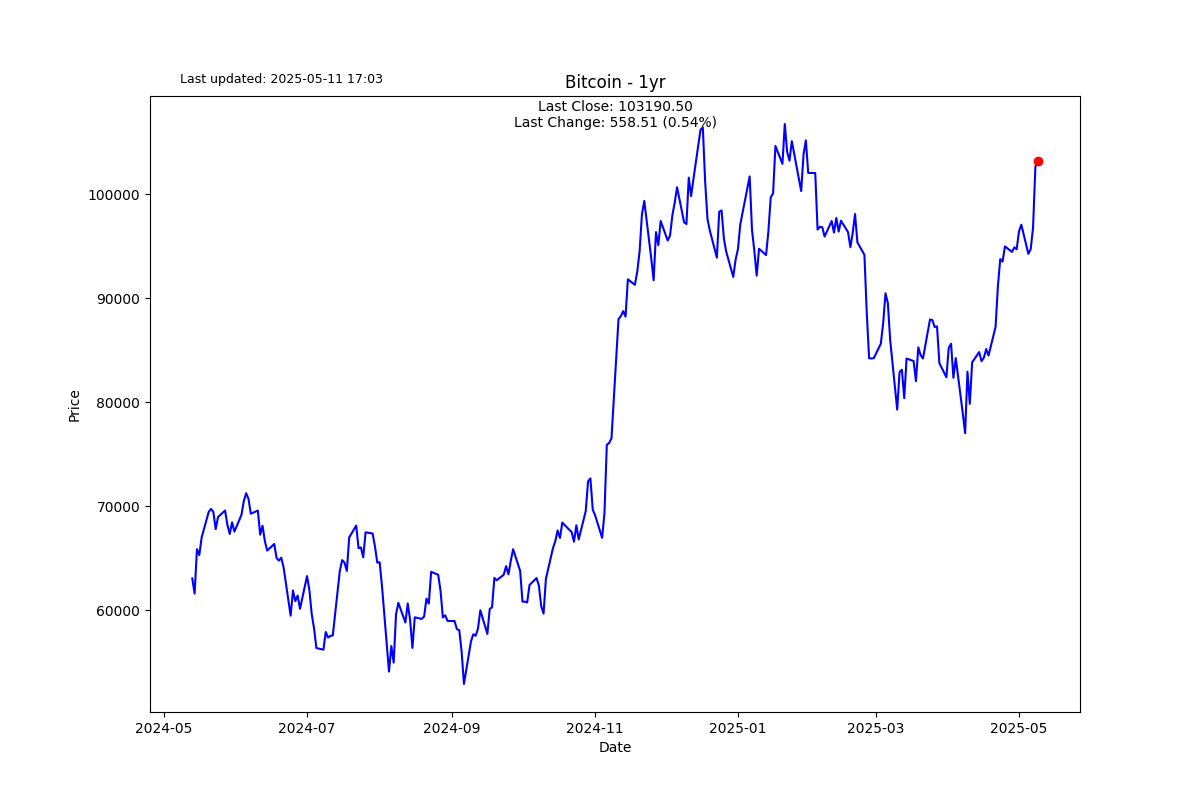 Last updated: 2025-05-11 17:03
Bitcoin - 1yr
Last Close: 103190.50
Last Change: 558.51 (0.54%)
100000
90000
80000
70000
60000
Price
2024-05
2024-07
2024-09
2024-11
2025-01
2025-03
2025-05
Date